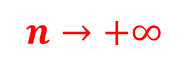 n → +∞